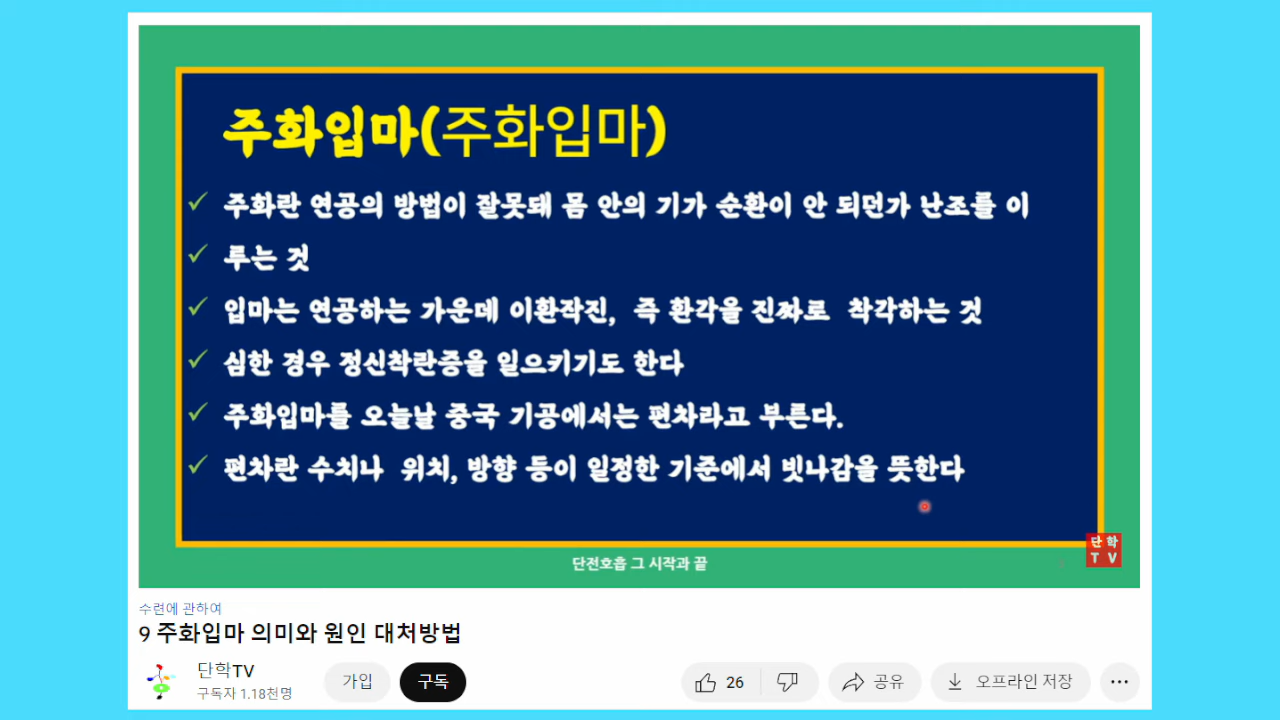 주화입마(주화입마)
주화란 연공의 방법이 잘못돼 몸 안의 기가 순환이 안 되던가 난조를 이
루는 것
입마는 연공하는 가운데 이환작진, 즉 환각을 진짜로 착각하는 것
심한 경우 정신착란증을 일으키기도 한다
주화입마를 오늘날 중국 기공에서는 편차라고 부른다.
편차란 수치나 위치, 방향 등이 일정한 기준에서 빗나감을 뜻한다
단전호흡 그 시작과 끝
단학
TV
수련에 관하여
9 주화입마 의미와 원인 대처방법
단학TV
구독자 1.18천명
가입
구독
26
공유
오프라인 저장